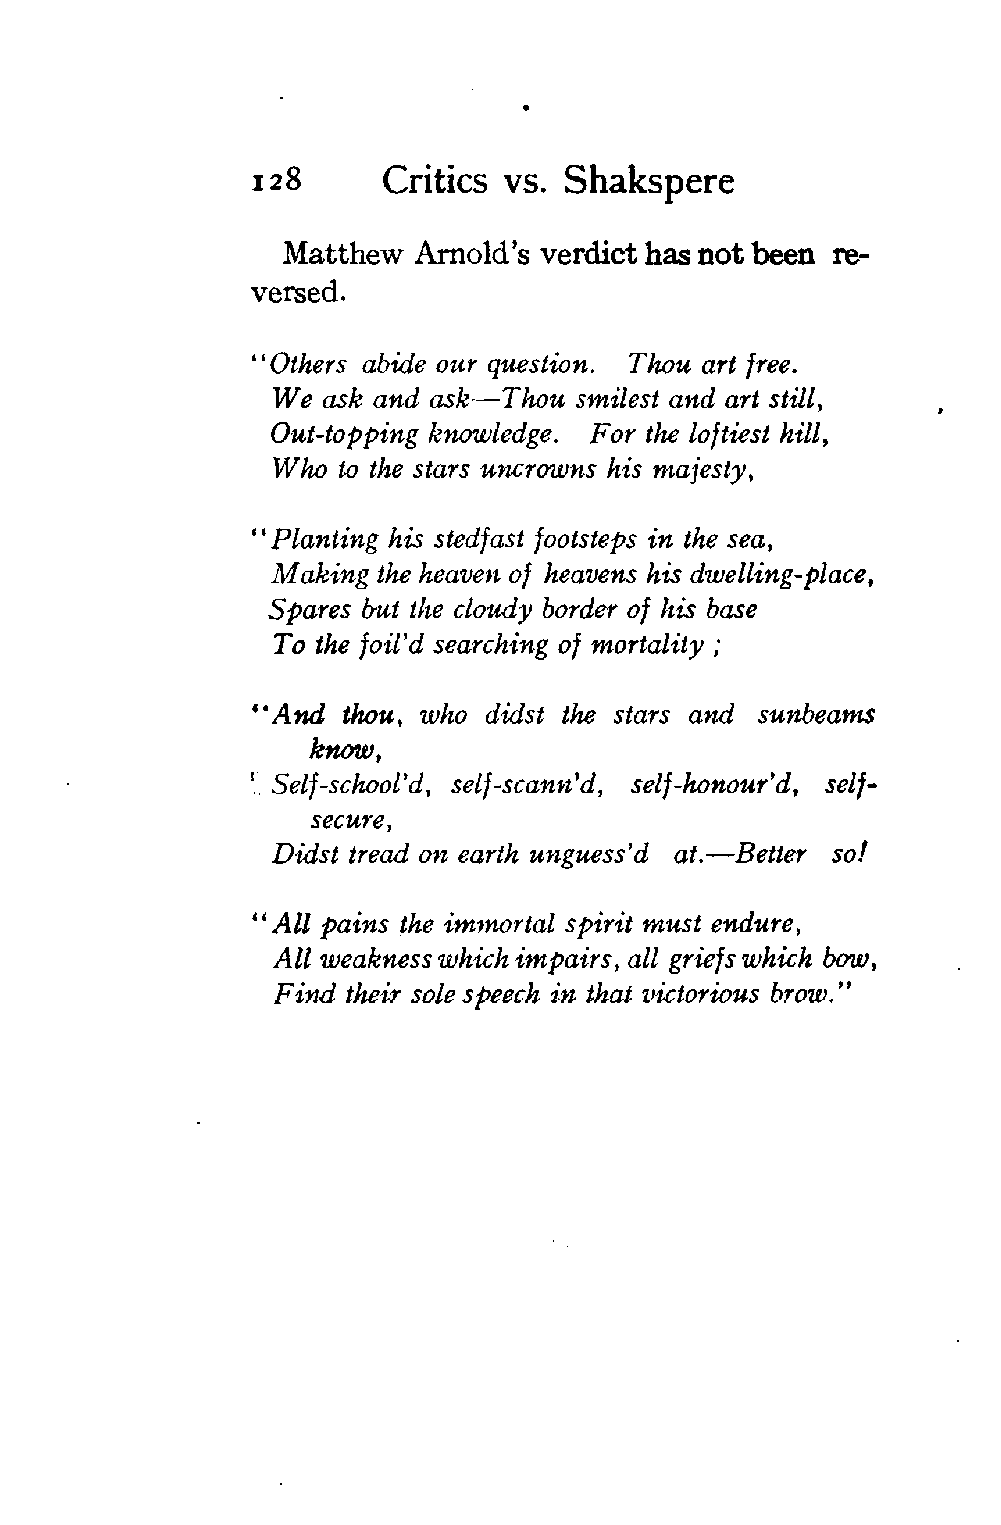 128 Critics vs. Shakspere
Matthew Arnold's verdict has not been re-
versed.
"Others abide our question. Thou art free.
We ask and ask—Thou smilest and art still,
Out-topping knowledge. For the loftiest hill,
Who to the stars uncrowns his majesty,
"Planting his stedfast footsteps in the sea,
Making the heaven of heavens his dwelling-place,
Spares but the cloudy border of his base
To the foil'd searching of mortality ;
"And thou, who didst the stars and sunbeams
know,
Self-school'd, self-scann'd, self-honour'd, self-
secure,
Didst tread on earth unguess'd at.—Better so!
"All pains the immortal spirit must endure,
All weakness which impairs, all griefs which bow,
Find their sole speech in that victorious brow."